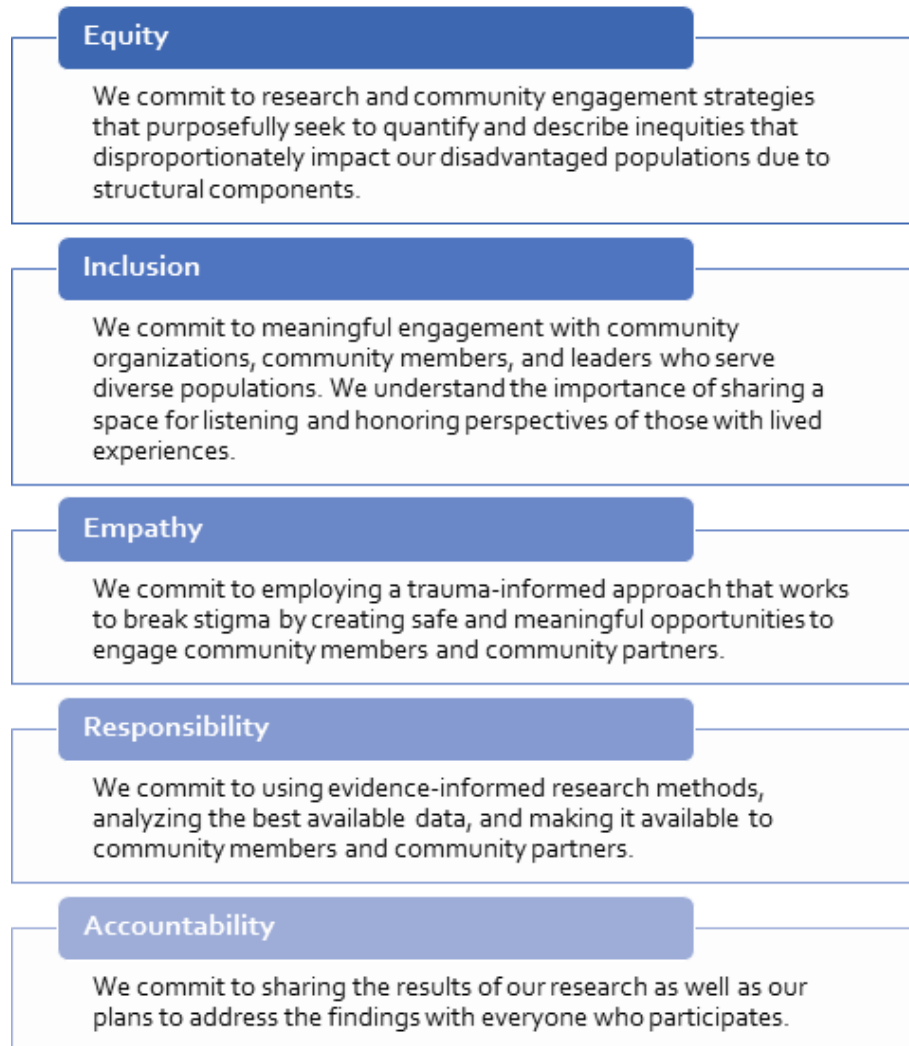 Equity
We commit to research and community engagement strategies
that purposefully seek to quantify and describe inequities that
disproportionately impact our disadvantaged populations due to
structural components.
Inclusion
We commit to meaningful engagement with community
organizations, community members, and leaders who serve
diverse populations. We understand the importance of sharing a
space for listening and honoring perspectives of those with lived
experiences.
Empathy
We commit to employing a trauma-informed approach that works
to break stigma by creating safe and meaningful opportunities to
engage community members and community partners.
Responsibility
We commit to using evidence-informed research methods,
analyzing the best available data, and making it available to
community members and community partners.
Accountability
We commit to sharing the results of our research as well as our
plans to address the findings with everyone who participates.